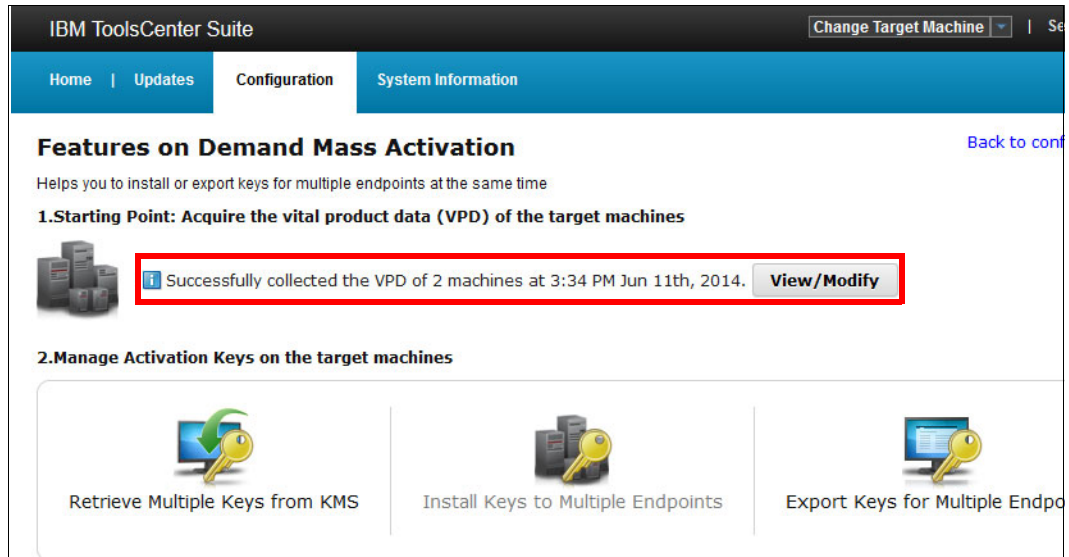 IBM ToolsCenter Suite
Change Target Machine | Se
Home | Updates Configuration System Information
Features on Demand Mass Activation
Back to conf
Helps you to install or export keys for multiple endpoints at the same time
1.Starting Point: Acquire the vital product data (VPD) of the target machines
Successfully collected the VPD of 2 machines at 3:34 PM Jun 11th, 2014. View/Modify
2.Manage Activation Keys on the target machines
Retrieve Multiple Keys from KMS
Install Keys to Multiple Endpoints
Export Keys for Multiple Endpo